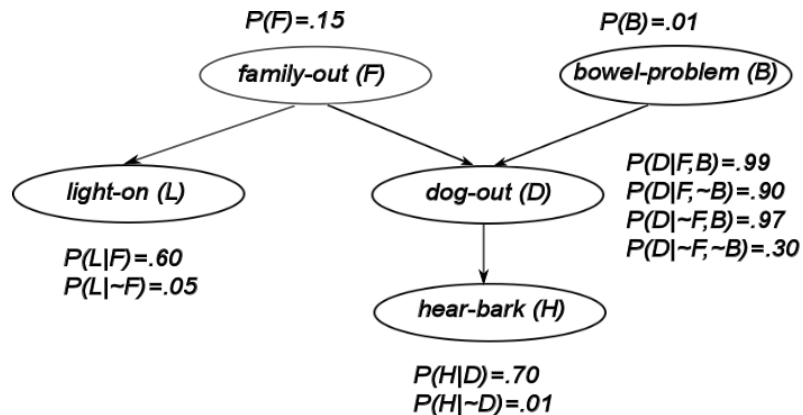 P(F)=.15
P(B)=.01
family-out (F)
bowel-problem (B)
light-on (L)
dog-out (D)
P(D|F,B)=.99
P(D|F,~B)=.90
P(D|~F,B)=.97
P(D|~F,~B)=.30
P(L|F)=.60
P(L|~F)=.05
hear-bark (H)
P(H|D)=.70
P(H|~D)=.01